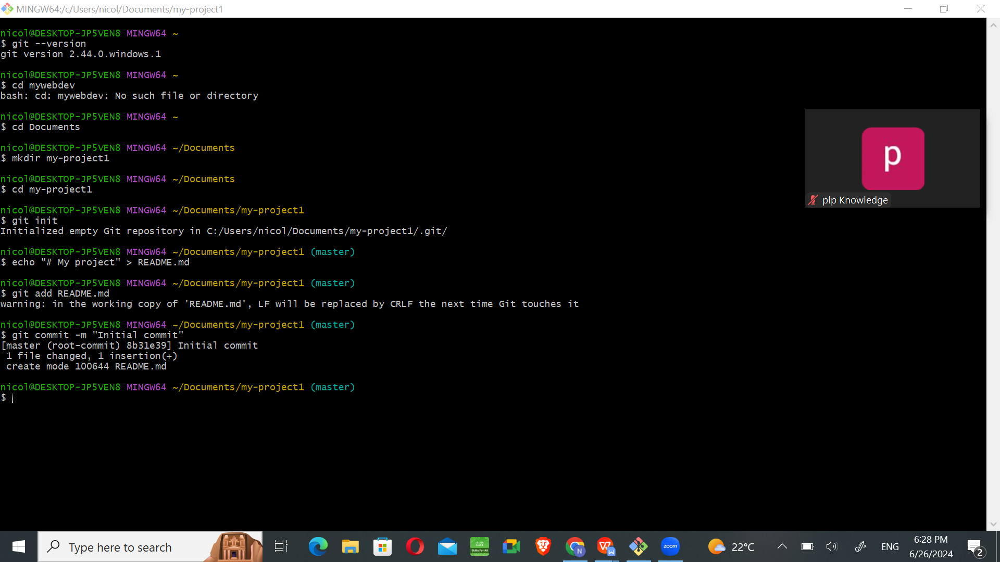 MINGW64:/c/Users/nicol/Documents/my-project1
nicol@DESKTOP-JP5VEN8 MINGW64 ~
$ git --version
git version 2.44.0.windows.1
nicol@DESKTOP-JP5VEN8 MINGW64 ~
$ cd mywebdev
bash: cd: mywebdev: No such file or directory
nicol@DESKTOP-JP5VEN8 MINGW64 ~
$ cd Documents
nicol@DESKTOP-JP5VEN8 MINGW64 ~/Documents
$ mkdir my-project1
nicol@DESKTOP-JP5VEN8 MINGW64 ~/Documents
$ cd my-project1
nicol@DESKTOP-JP5VEN8 MINGW64 ~/Documents/my-project1
$ git init
Initialized empty Git repository in C:/Users/nicol/Documents/my-project1/.git/
nicol@DESKTOP-JP5VEN8 MINGW64 ~/Documents/my-project1 (master)
$ echo "# My project" > README.md
nicol@DESKTOP-JP5VEN8 MINGW64 ~/Documents/my-project1 (master)
$ git add README.md
warning: in the working copy of 'README.md', LF will be replaced by CRLF the next time Git touches it
nicol@DESKTOP-JP5VEN8 MINGW64 ~/Documents/my-project1 (master)
$ git commit -m "Initial commit"
[master (root-commit) 8b31e39] Initial commit
1 file changed, 1 insertion(+)
create mode 100644 README.md
nicol@DESKTOP-JP5VEN8 MINGW64 ~/Documents/my-project1 (master)
$
p
plp Knowledge
Type here to search
Skills For All
N
W
zoom
22°C
ENG
6:28 PM
6/26/2024
2